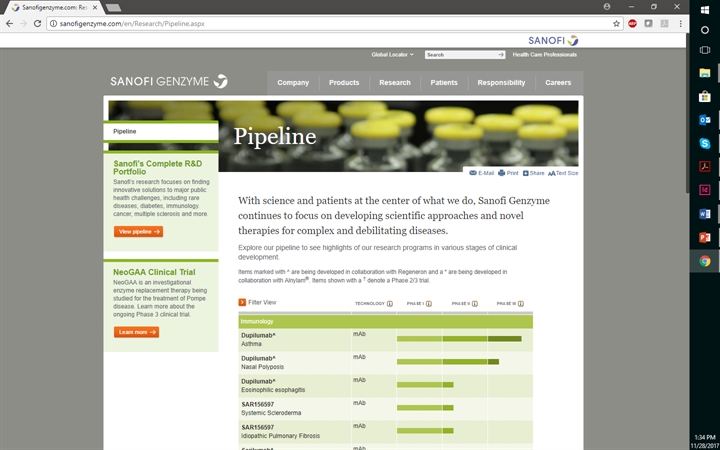 Sanofigenzyme.com: Res
sanofigenzyme.com/en/Research/Pipeline.aspx
SANOFI
Global Locator
Search
Health Care Professionals
SANOFI GENZYME
Company Products Research Patients Responsibility Careers
Pipeline
Pipeline
E-Mail Print Share AA Text Size
Sanofi's Complete R&D
Portfolio
Sanofi's research focuses on finding
innovative solutions to major public
health challenges, including rare
diseases, diabetes, immunology,
cancer, multiple sclerosis and more.
View pipeline
NeoGAA Clinical Trial
NeoGAA is an investigational
enzyme replacement therapy being
studied for the treatment of Pompe
disease. Learn more about the
ongoing Phase 3 clinical trial.
Learn more
With science and patients at the center of what we do, Sanofi Genzyme
continues to focus on developing scientific approaches and novel
therapies for complex and debilitating diseases.
Explore our pipeline to see highlights of our research programs in various stages of clinical
development.
Items marked with ^ are being developed in collaboration with Regeneron and a * are being developed in
collaboration with Alnylam®. Items shown with a † denote a Phase 2/3 trial.
Filter View
TECHNOLOGY PHASE I PHASE II PHASE III
Immunology
Dupilumab^ mAb
Asthma
Dupilumab^ mAb
Nasal Polyposis
Dupilumab^ mAb
Eosinophilic esophagitis
SAR156597 mAb
Systemic Scleroderma
SAR156597 mAb
Idiopathic Pulmonary Fibrosis
1:34 PM
11/28/2017